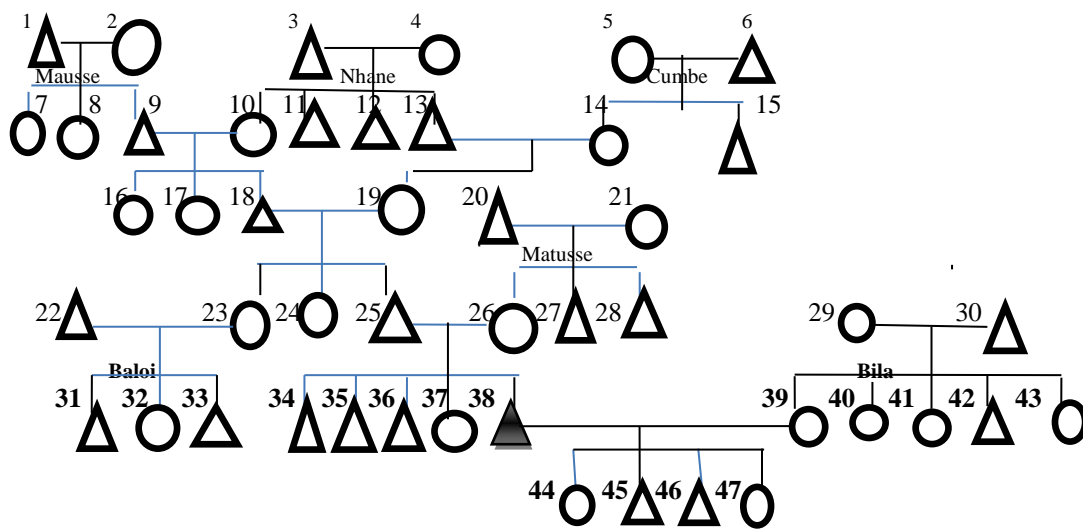 1 2 3 4 5 6
Mausse Nhane Cumbe
7 8 9 10 11 12 13 14 15
16 17 18 19 20 21
Matusse
22 23 24 25 26 27 28 29 30
Baloi Bila
31 32 33 34 35 36 37 38 39 40 41 42 43
44 45 46 47